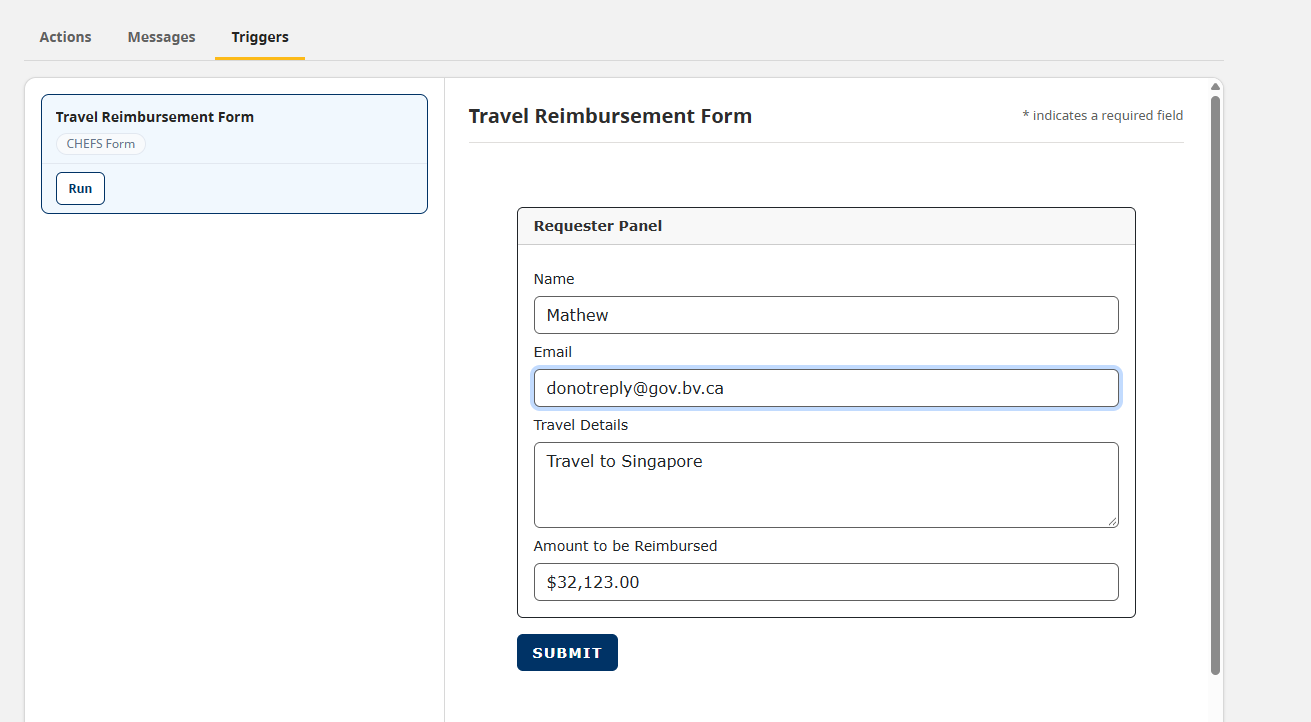 Actions Messages Triggers
Travel Reimbursement Form
CHEFS Form
Run
Travel Reimbursement Form
* indicates a required field
Requester Panel
Name
Mathew
Email
donotreply@gov.bv.ca
Travel Details
Travel to Singapore
Amount to be Reimbursed
$32,123.00
SUBMIT